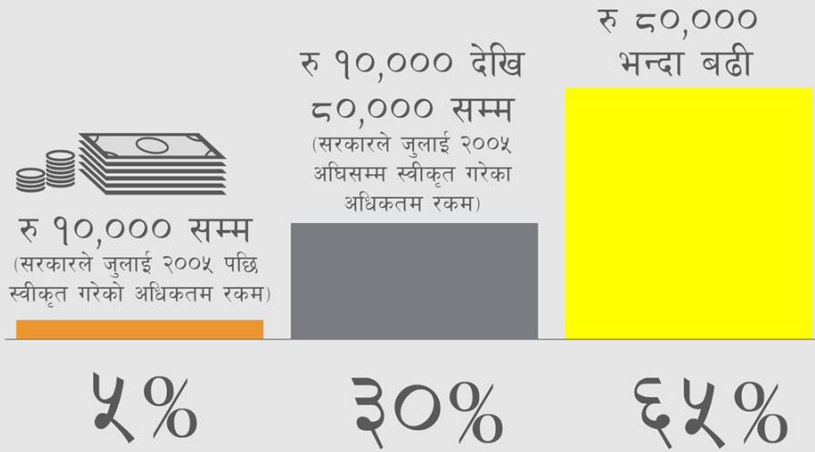 रु १०,००० सम्म
(सरकारले जुलाई २००५ पछि
स्वीकृत गरेको अधिकतम रकम)
५%
रु १०,००० देखि
८०,००० सम्म
(सरकारले जुलाई २००५
अघिसम्म स्वीकृत गरेका
अधिकतम रकम)
३०%
रु ८०,०००
भन्दा बढी
६५%